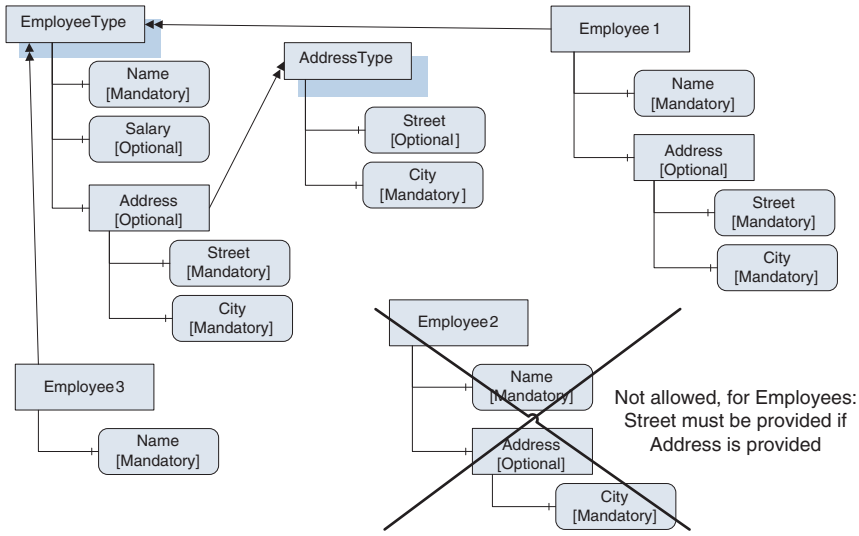 EmployeeType
Name
[Mandatory]
Salary
[Optional]
Address
[Optional]
Street
[Mandatory]
City
[Mandatory]
AddressType
Street
[Optional]
City
[Mandatory]
Employee1
Name
[Mandatory]
Address
[Optional]
Street
[Mandatory]
City
[Mandatory]
Employee3
Name
[Mandatory]
Employee2
Name
[Mandatory]
Address
[Optional]
City
[Mandatory]
Not allowed, for Employees:
Street must be provided if
Address is provided